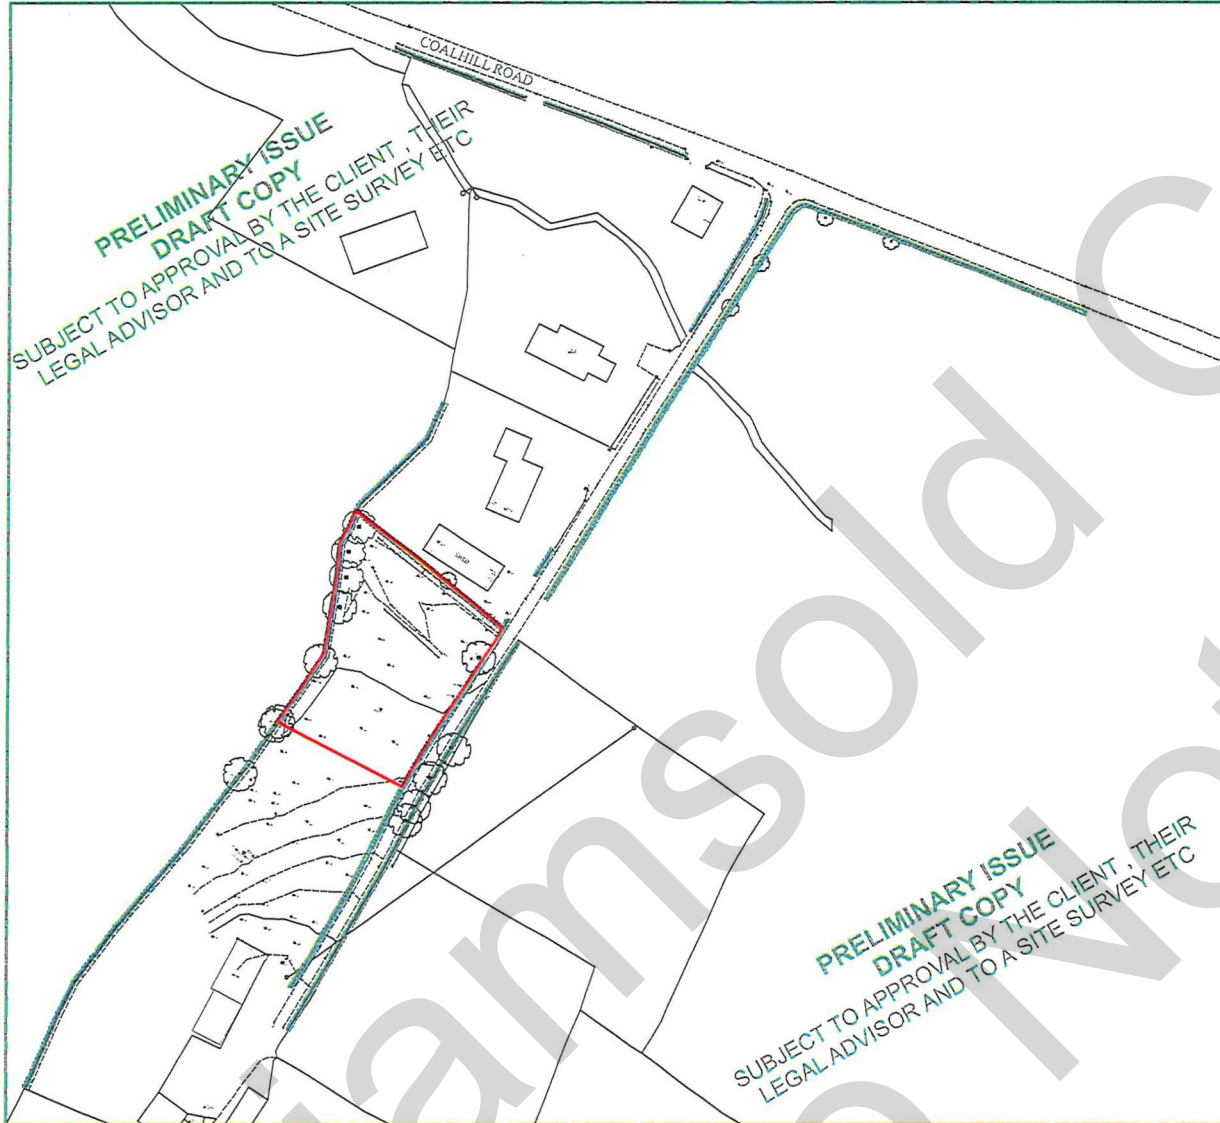 COALHILL ROAD
PRELIMINARY ISSUE
DRAFT COPY
SUBJECT TO APPROVAL BY THE CLIENT , THEIR
LEGAL ADVISOR AND TO A SITE SURVEY ETC
SHED
PRELIMINARY ISSUE
DRAFT COPY
SUBJECT TO APPROVAL BY THE CLIENT , THEIR
LEGAL ADVISOR AND TO A SITE SURVEY ETC